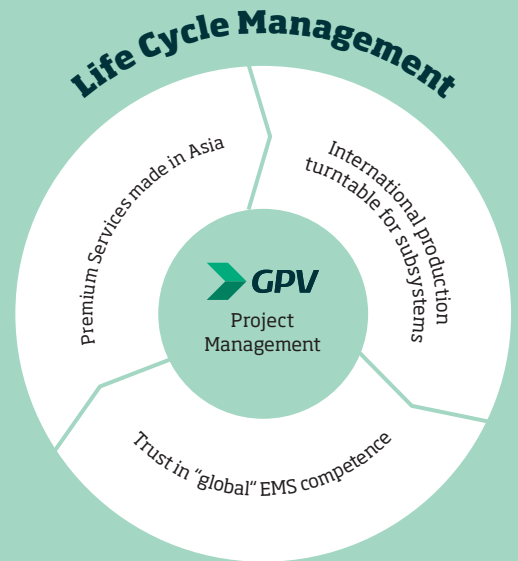 Life Cycle Management
Premium Services made in Asia
International production
turntable for subsystems
GPV
Project
Management
Trust in “global“ EMS competence